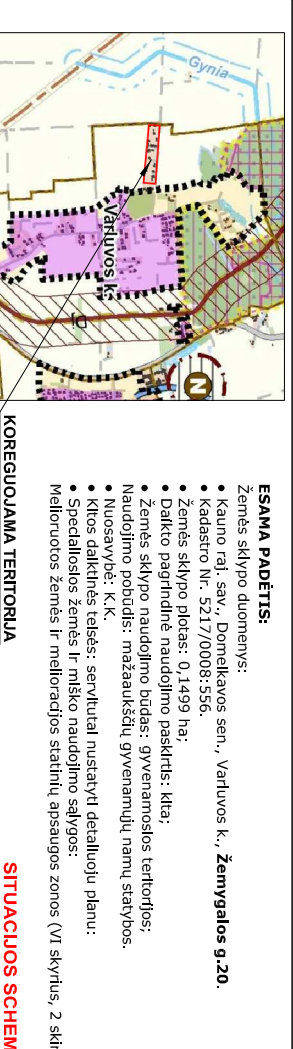 Gynia
Varluvos k.
N
KOREGUOJAMA TERITORIJA
SITUACIJOS SCHEM
ESAMA PADĖTIS:
Žemės sklypo duomenys:
• Kauno raj. sav., Domeikavos sen., Varluvos k., Žemygalos g.20.
• Kadastro Nr. 5217/0008:556.
• Žemės sklypo plotas: 0,1499 ha;
• Daikto pagrindinė naudojimo paskirtis: kita;
• Žemės sklypo naudojimo būdas: gyvenamosios teritorijos;
Naudojimo pobūdis: mažaaukščių gyvenamųjų namų statybos.
• Nuosavybė: K.K.
• Kitos daiktinės teisės: servitutai nustatyti detaliuoju planu:
• Specialiosios žemės ir miško naudojimo sąlygos:
Melioruotos žemės ir melioracijos statinių apsaugos zonos (VI skyrius, 2 skir